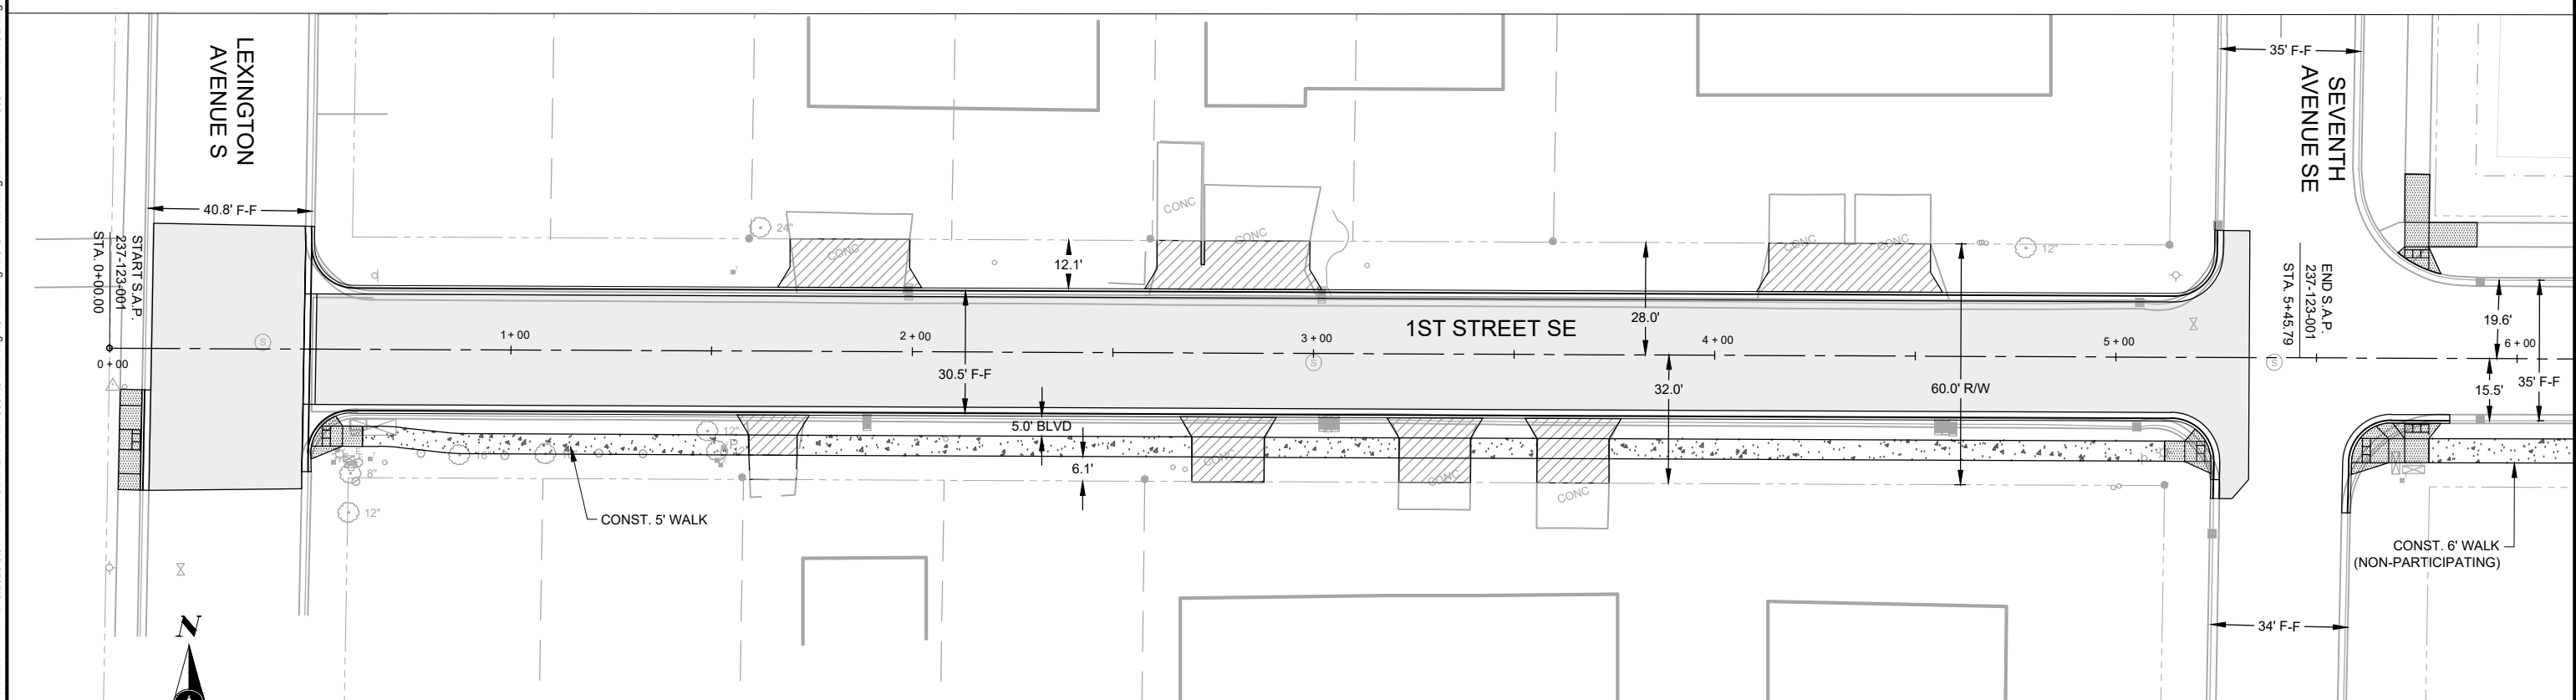 LEXINGTON
AVENUE S
40.8' F-F
START S.A.P.
237-123-001
STA. 0+00.00
0 + 00
1 + 00
2 + 00
3 + 00
4 + 00
5 + 00
6 + 00
1ST STREET SE
24"
CONC
CONC
CONC
CONC
CONC
12"
12.1'
28.0'
30.5' F-F
32.0'
60.0' R/W
5.0' BLVD
6.1'
CONST. 5' WALK
12"
16"
8"
12"
CONC
CONC
CONC
S
S
S
35' F-F
SEVENTH
AVENUE SE
END S.A.P.
237-123-001
STA. 5+45.79
19.6'
15.5'
35' F-F
CONST. 6' WALK
(NON-PARTICIPATING)
34' F-F
N